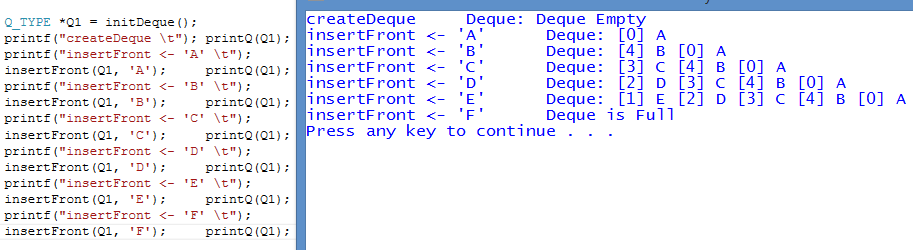 Q_TYPE *Q1 = initDeque();
printf("createDeque \t"); printQ(Q1);
printf("insertFront <- 'A' \t");
insertFront(Q1, 'A'); printQ(Q1);
printf("insertFront <- 'B' \t");
insertFront(Q1, 'B'); printQ(Q1);
printf("insertFront <- 'C' \t");
insertFront(Q1, 'C'); printQ(Q1);
printf("insertFront <- 'D' \t");
insertFront(Q1, 'D'); printQ(Q1);
printf("insertFront <- 'E' \t");
insertFront(Q1, 'E'); printQ(Q1);
printf("insertFront <- 'F' \t");
insertFront(Q1, 'F'); printQ(Q1);
createDeque Deque: Deque Empty
insertFront <- 'A' Deque: [0] A
insertFront <- 'B' Deque: [4] B [0] A
insertFront <- 'C' Deque: [3] C [4] B [0] A
insertFront <- 'D' Deque: [2] D [3] C [4] B [0] A
insertFront <- 'E' Deque: [1] E [2] D [3] C [4] B [0] A
insertFront <- 'F' Deque is Full
Press any key to continue . . .